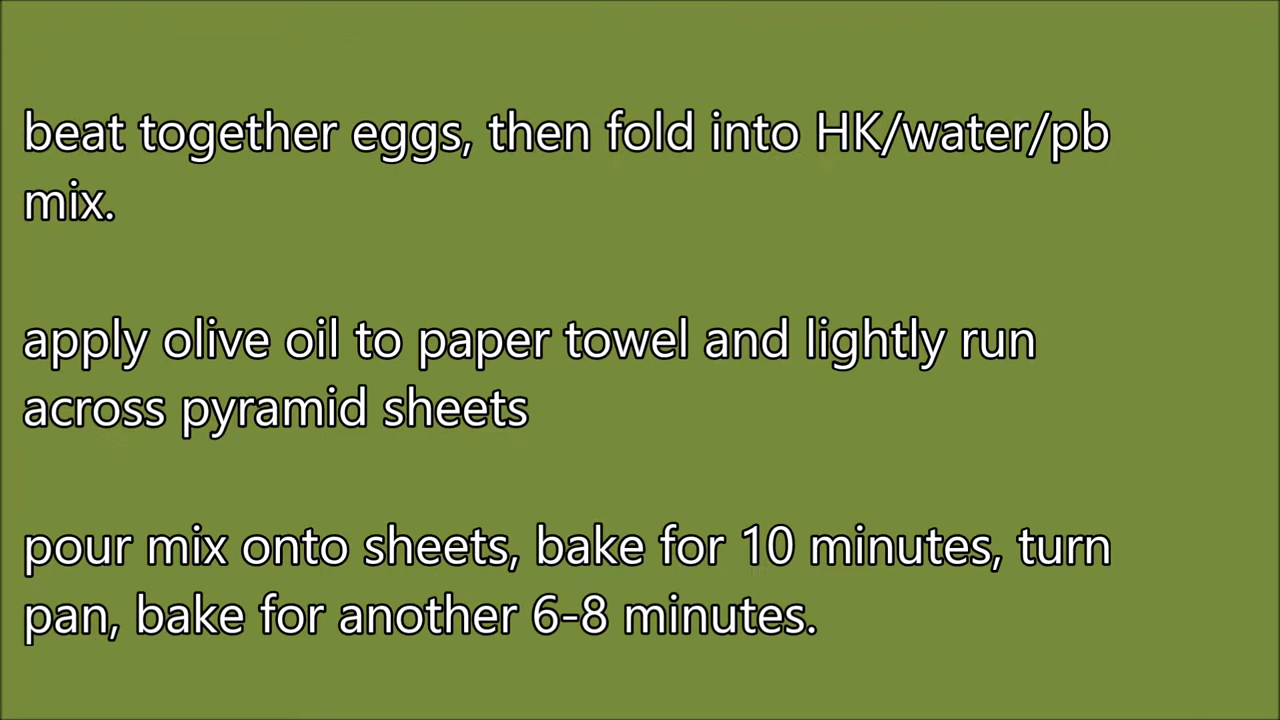 beat together eggs, then fold into HK/water/pb
mix.
apply olive oil to paper towel and lightly run
across pyramid sheets
pour mix onto sheets, bake for 10 minutes, turn
pan, bake for another 6-8 minutes.